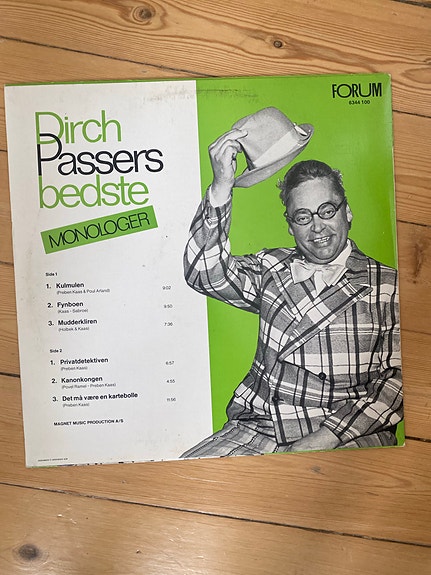 FORUM
6344 100
Dirch
Passers
bedste
MONOLOGER
Side 1
1. Kulmulen 9:02
(Preben Kaas & Poul Arland)
2. Fynboen 9:50
(Kaas - Sabroe)
3. Mudderkliren 7:36
(Holbek & Kaas)
Side 2
1. Privatdetektiven 6:57
(Preben Kaas)
2. Kanonkongen 4:55
(Povel Ramel - Preben Kaas)
3. Det må være en kartebolle 11:56
(Preben Kaas)
MAGNET MUSIC PRODUCTION A/S